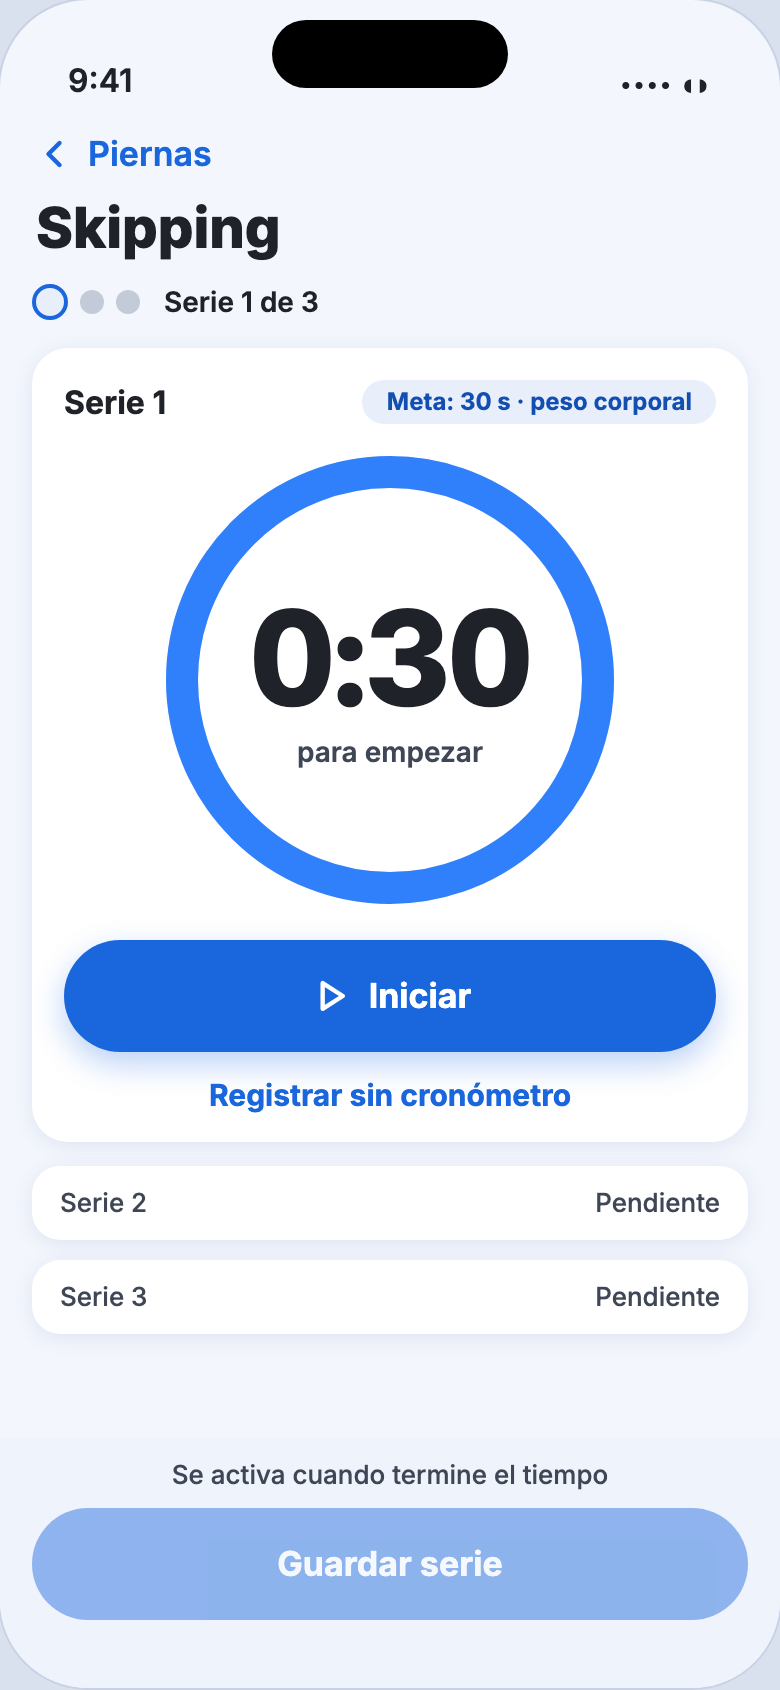 9:41
Piernas
Skipping
Serie 1 de 3
Serie 1
Meta: 30 s · peso corporal
0:30
para empezar
Iniciar
Registrar sin cronómetro
Serie 2 Pendiente
Serie 3 Pendiente
Se activa cuando termine el tiempo
Guardar serie